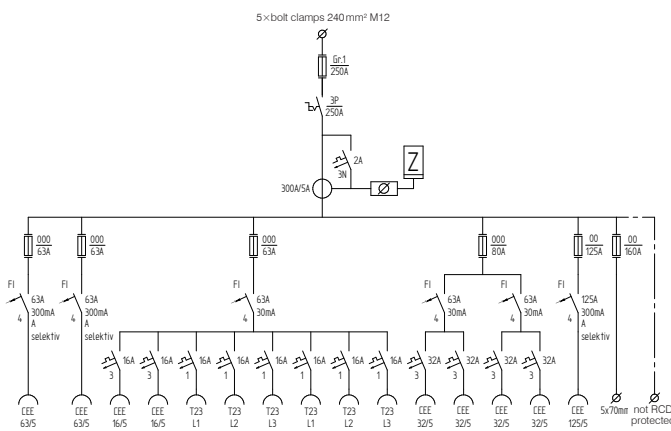 5×bolt clamps 240mm² M12
Gr.1
250A
3P
250A
2A
3N
Z
300A/5A
000
63A
000
63A
000
63A
000
80A
00
125A
00
160A
FI
63A
300mA
4
A
selektiv
FI
63A
300mA
4
A
selektiv
FI
63A
30mA
4
FI
63A
30mA
4
FI
63A
30mA
4
FI
125A
300mA
4
A
selektiv
16A
3
16A
3
16A
1
16A
1
16A
1
16A
1
16A
1
16A
1
32A
3
32A
3
32A
3
32A
3
CEE
63/5
CEE
63/5
CEE
16/5
CEE
16/5
T23
L1
T23
L2
T23
L3
T23
L1
T23
L2
T23
L3
CEE
32/5
CEE
32/5
CEE
32/5
CEE
32/5
CEE
125/5
5x70mm
not RCD
protected